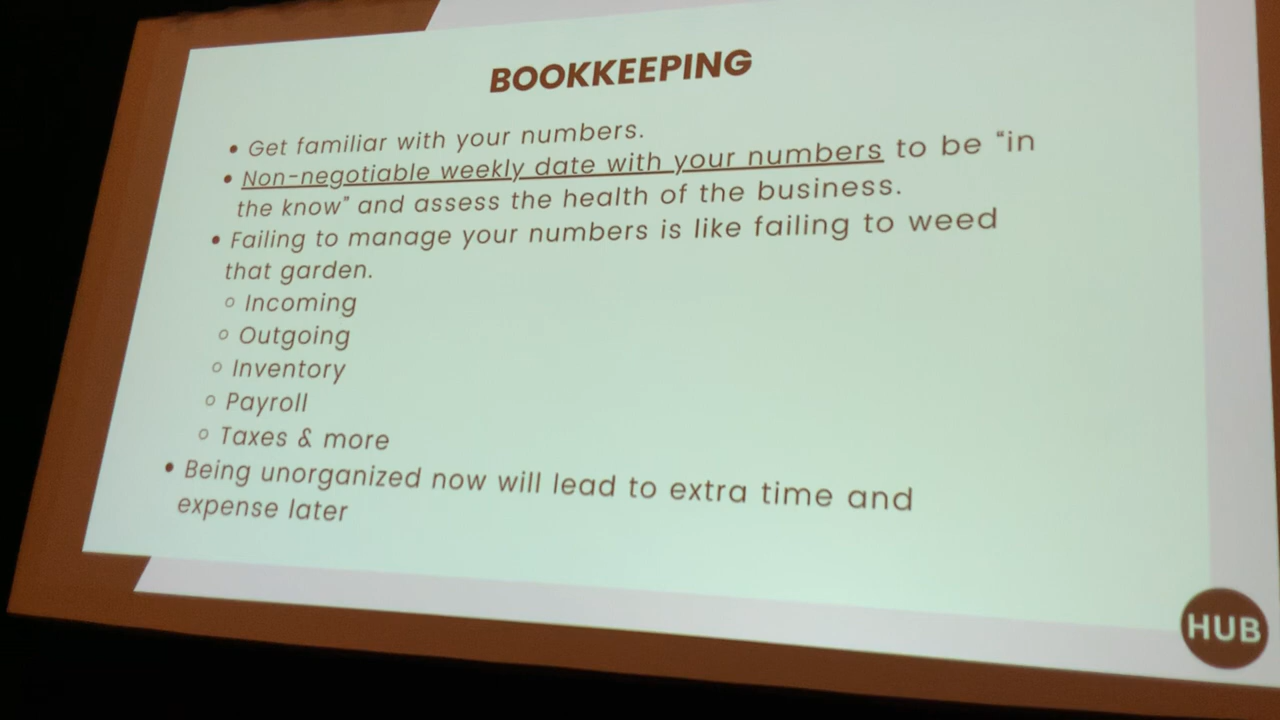 BOOKKEEPING
• Get familiar with your numbers.
• Non-negotiable weekly date with your numbers to be “in
the know” and assess the health of the business.
• Failing to manage your numbers is like failing to weed
that garden.
○ Incoming
○ Outgoing
○ Inventory
○ Payroll
○ Taxes & more
• Being unorganized now will lead to extra time and
expense later
HUB